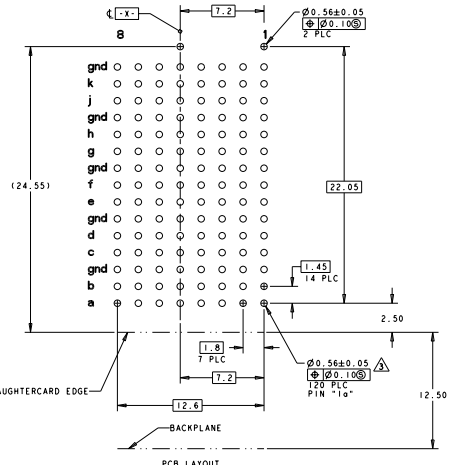 ℄ -X-
7.2
Ø0.56±0.05
⌖ Ø0.10Ⓢ
2 PLC
8 1
gnd
k
j
gnd
h
g
gnd
f
e
gnd
d
c
gnd
b
a
(24.55)
22.05
1.45
14 PLC
2.50
1.8
7 PLC
Ø0.56±0.05 3
⌖ Ø0.10Ⓢ
120 PLC
PIN "1a"
7.2
AUGHTERCARD EDGE
12.6
12.50
BACKPLANE
PCB LAYOUT